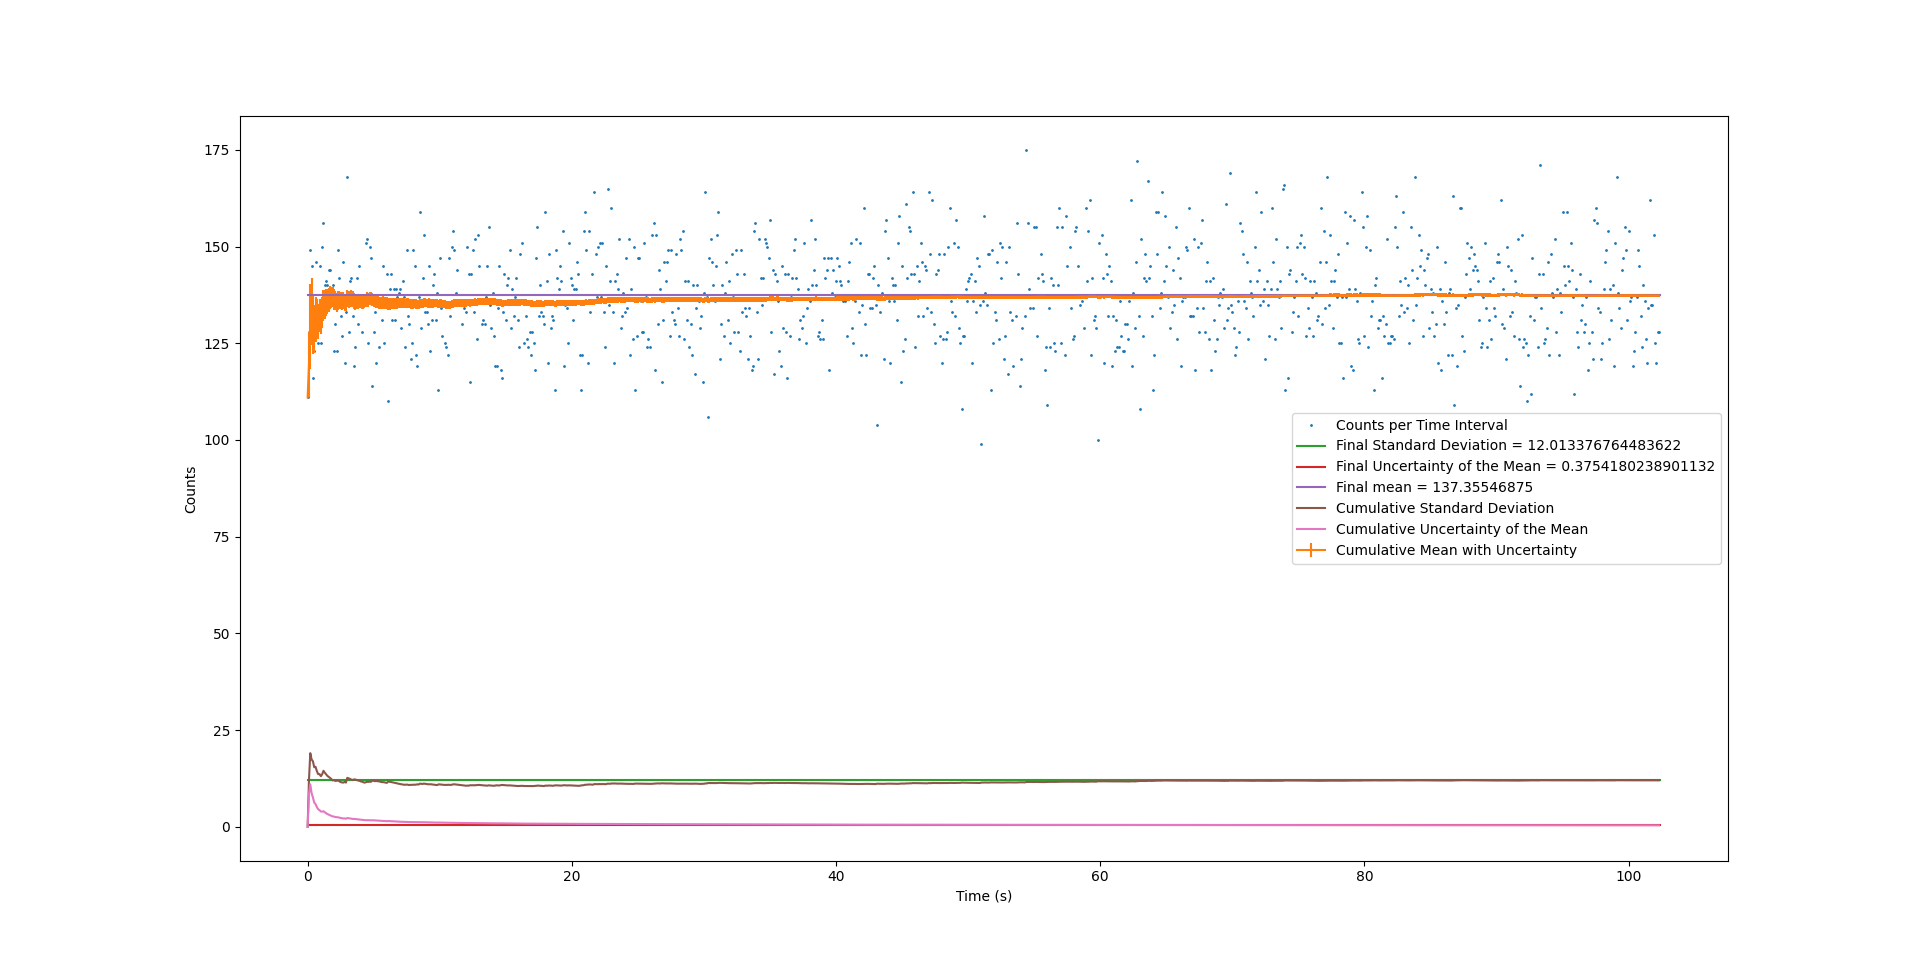 175
150
125
100
75
50
25
0
Counts
0 20 40 60 80 100
Time (s)
Counts per Time Interval
Final Standard Deviation = 12.013376764483622
Final Uncertainty of the Mean = 0.3754180238901132
Final mean = 137.35546875
Cumulative Standard Deviation
Cumulative Uncertainty of the Mean
Cumulative Mean with Uncertainty